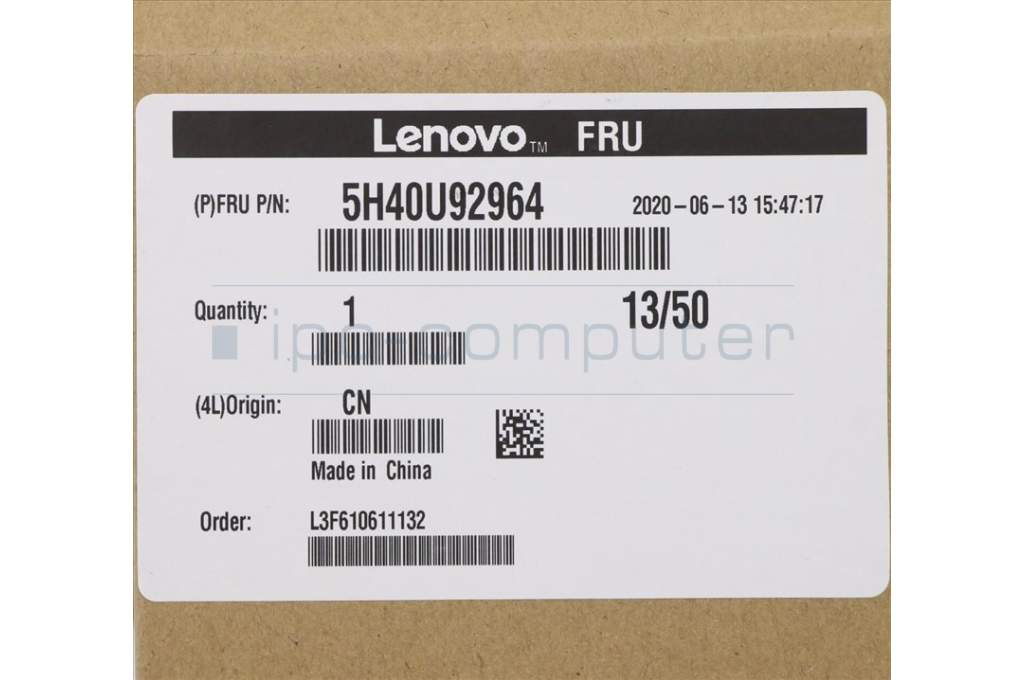 Lenovo™ FRU
(P)FRU P/N: 5H40U92964 2020-06-13 15:47:17
Quantity: 1 13/50
ipc-computer
(4L)Origin: CN
Made in China
Order: L3F610611132